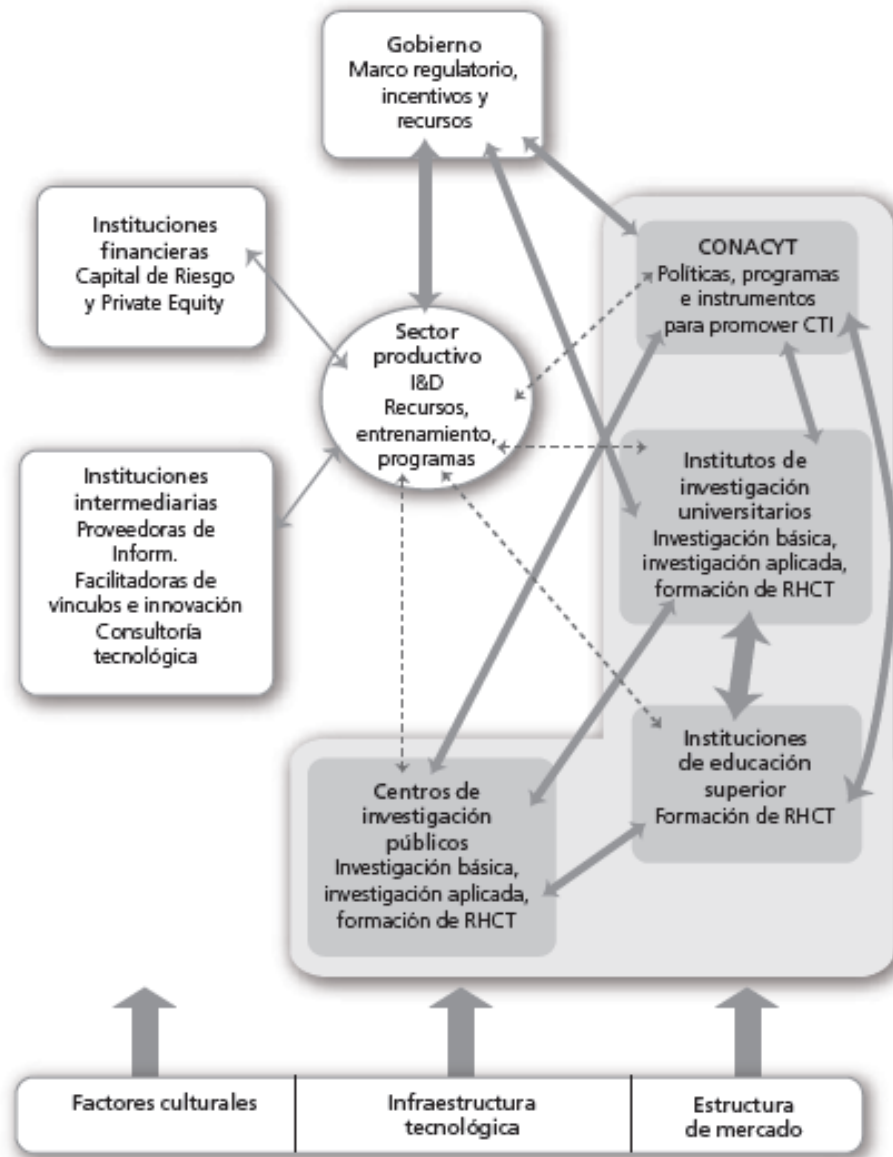 Gobierno
Marco regulatorio,
incentivos y
recursos
Instituciones
financieras
Capital de Riesgo
y Private Equity
CONACYT
Políticas, programas
e instrumentos
para promover CTI
Sector
productivo
I&D
Recursos,
entrenamiento,
programas
Instituciones
intermediarias
Proveedoras de
Inform.
Facilitadoras de
vínculos e innovación
Consultoría
tecnológica
Institutos de
investigación
universitarios
Investigación básica,
investigación aplicada,
formación de RHCT
Instituciones
de educación
superior
Formación de RHCT
Centros de
investigación
públicos
Investigación básica,
investigación aplicada,
formación de RHCT
Factores culturales
Infraestructura
tecnológica
Estructura
de mercado